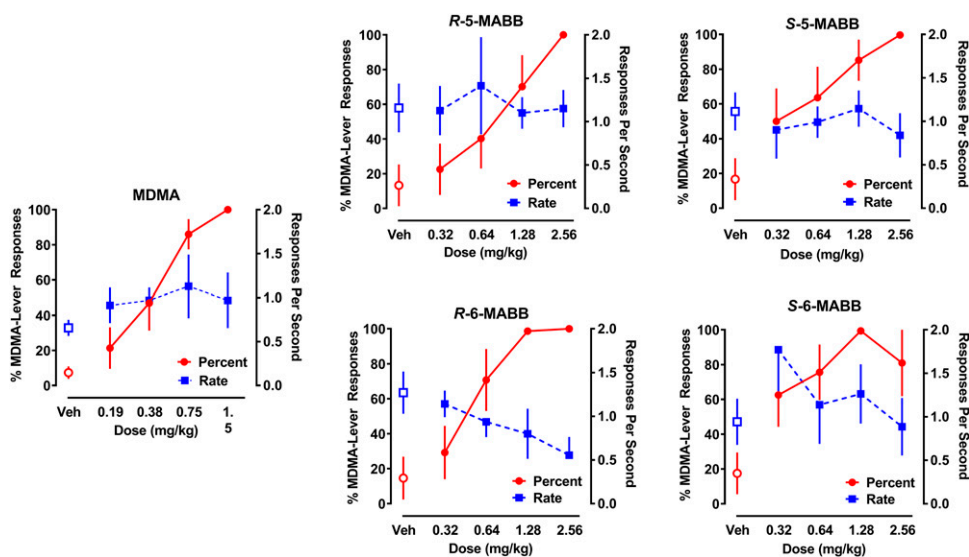 MDMA
% MDMA-Lever Responses
100
80
60
40
20
0
2.0
1.5
1.0
0.5
0.0
Responses Per Second
Percent
Rate
Veh
0.19
0.38
0.75
1.
5
Dose (mg/kg)
R-5-MABB
% MDMA-Lever Responses
100
80
60
40
20
0
2.0
1.5
1.0
0.5
0.0
Responses Per Second
Percent
Rate
Veh
0.32
0.64
1.28
2.56
Dose (mg/kg)
S-5-MABB
% MDMA-Lever Responses
100
80
60
40
20
0
2.0
1.5
1.0
0.5
0.0
Responses Per Second
Percent
Rate
Veh
0.32
0.64
1.28
2.56
Dose (mg/kg)
R-6-MABB
% MDMA-Lever Responses
100
80
60
40
20
0
2.0
1.5
1.0
0.5
0.0
Responses Per Second
Percent
Rate
Veh
0.32
0.64
1.28
2.56
Dose (mg/kg)
S-6-MABB
% MDMA-Lever Responses
100
80
60
40
20
0
2.0
1.5
1.0
0.5
0.0
Responses Per Second
Percent
Rate
Veh
0.32
0.64
1.28
2.56
Dose (mg/kg)